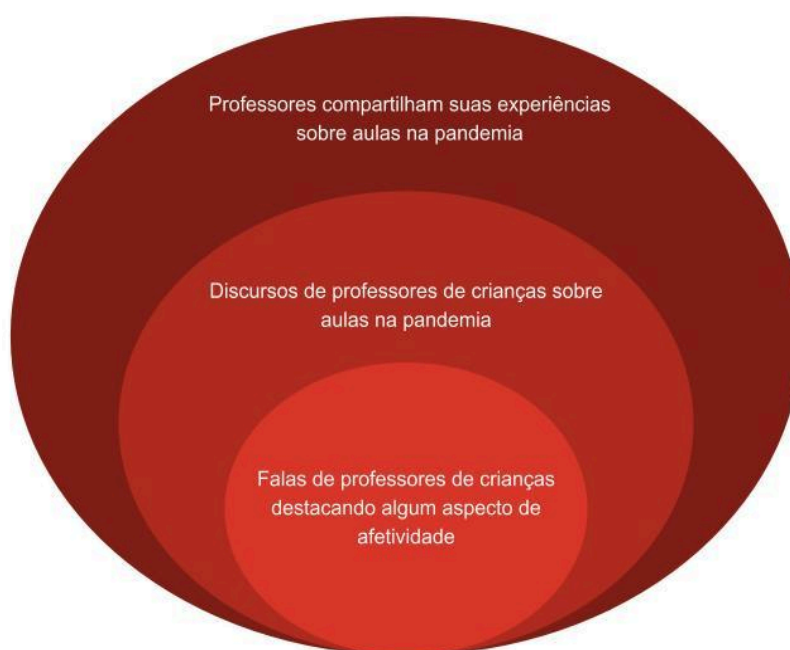 Professores compartilham suas experiências
sobre aulas na pandemia
Discursos de professores de crianças sobre
aulas na pandemia
Falas de professores de crianças
destacando algum aspecto de
afetividade